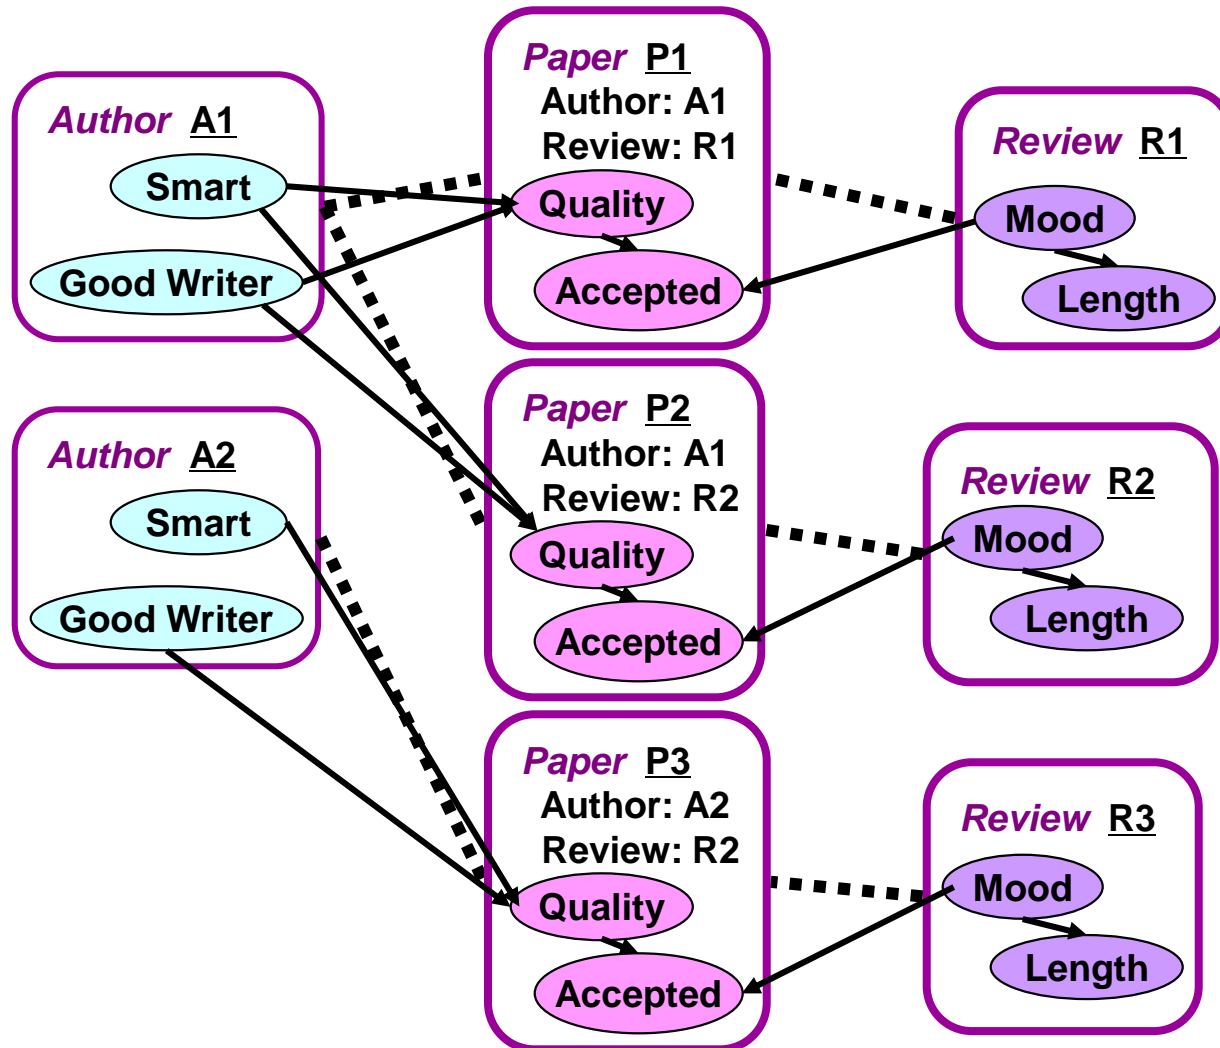 Author A1
Smart
Good Writer
Paper P1
Author: A1
Review: R1
Quality
Accepted
Review R1
Mood
Length
Author A2
Smart
Good Writer
Paper P2
Author: A1
Review: R2
Quality
Accepted
Review R2
Mood
Length
Paper P3
Author: A2
Review: R2
Quality
Accepted
Review R3
Mood
Length